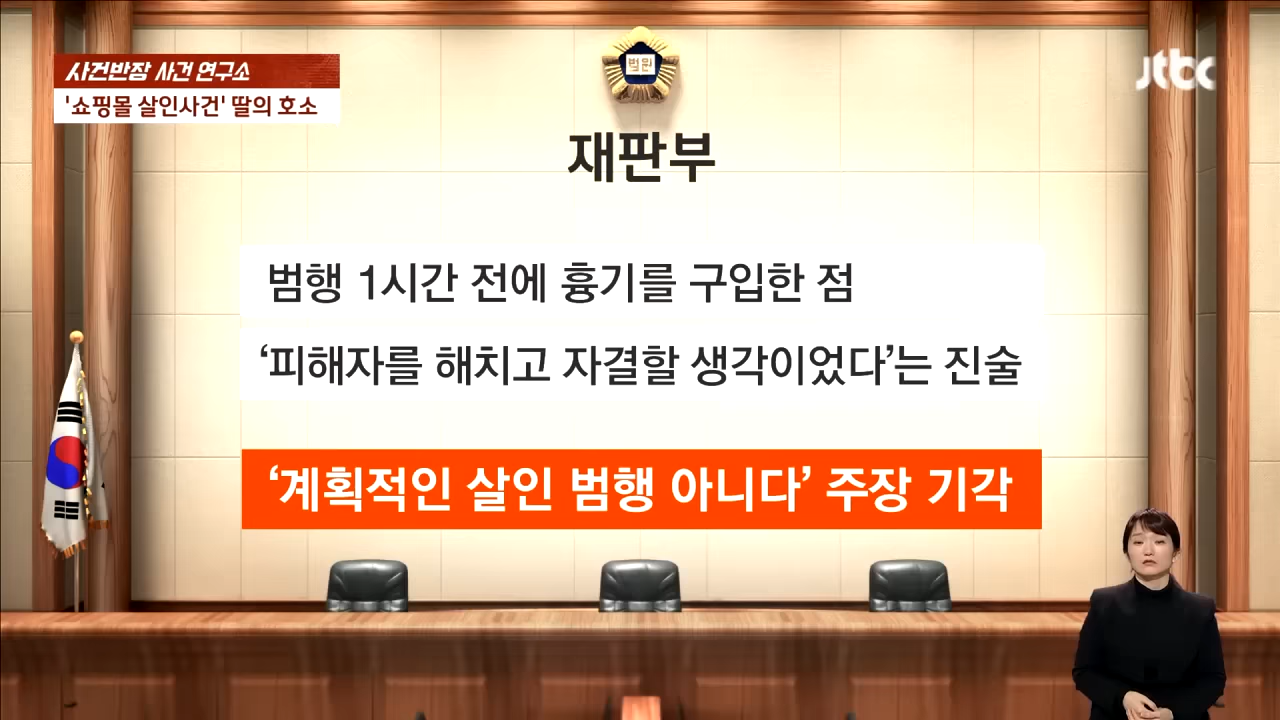 사건반장 사건 연구소
'쇼핑몰 살인사건' 딸의 호소
jtbc
법원
재판부
범행 1시간 전에 흉기를 구입한 점
‘피해자를 해치고 자결할 생각이었다’는 진술
‘계획적인 살인 범행 아니다’ 주장 기각